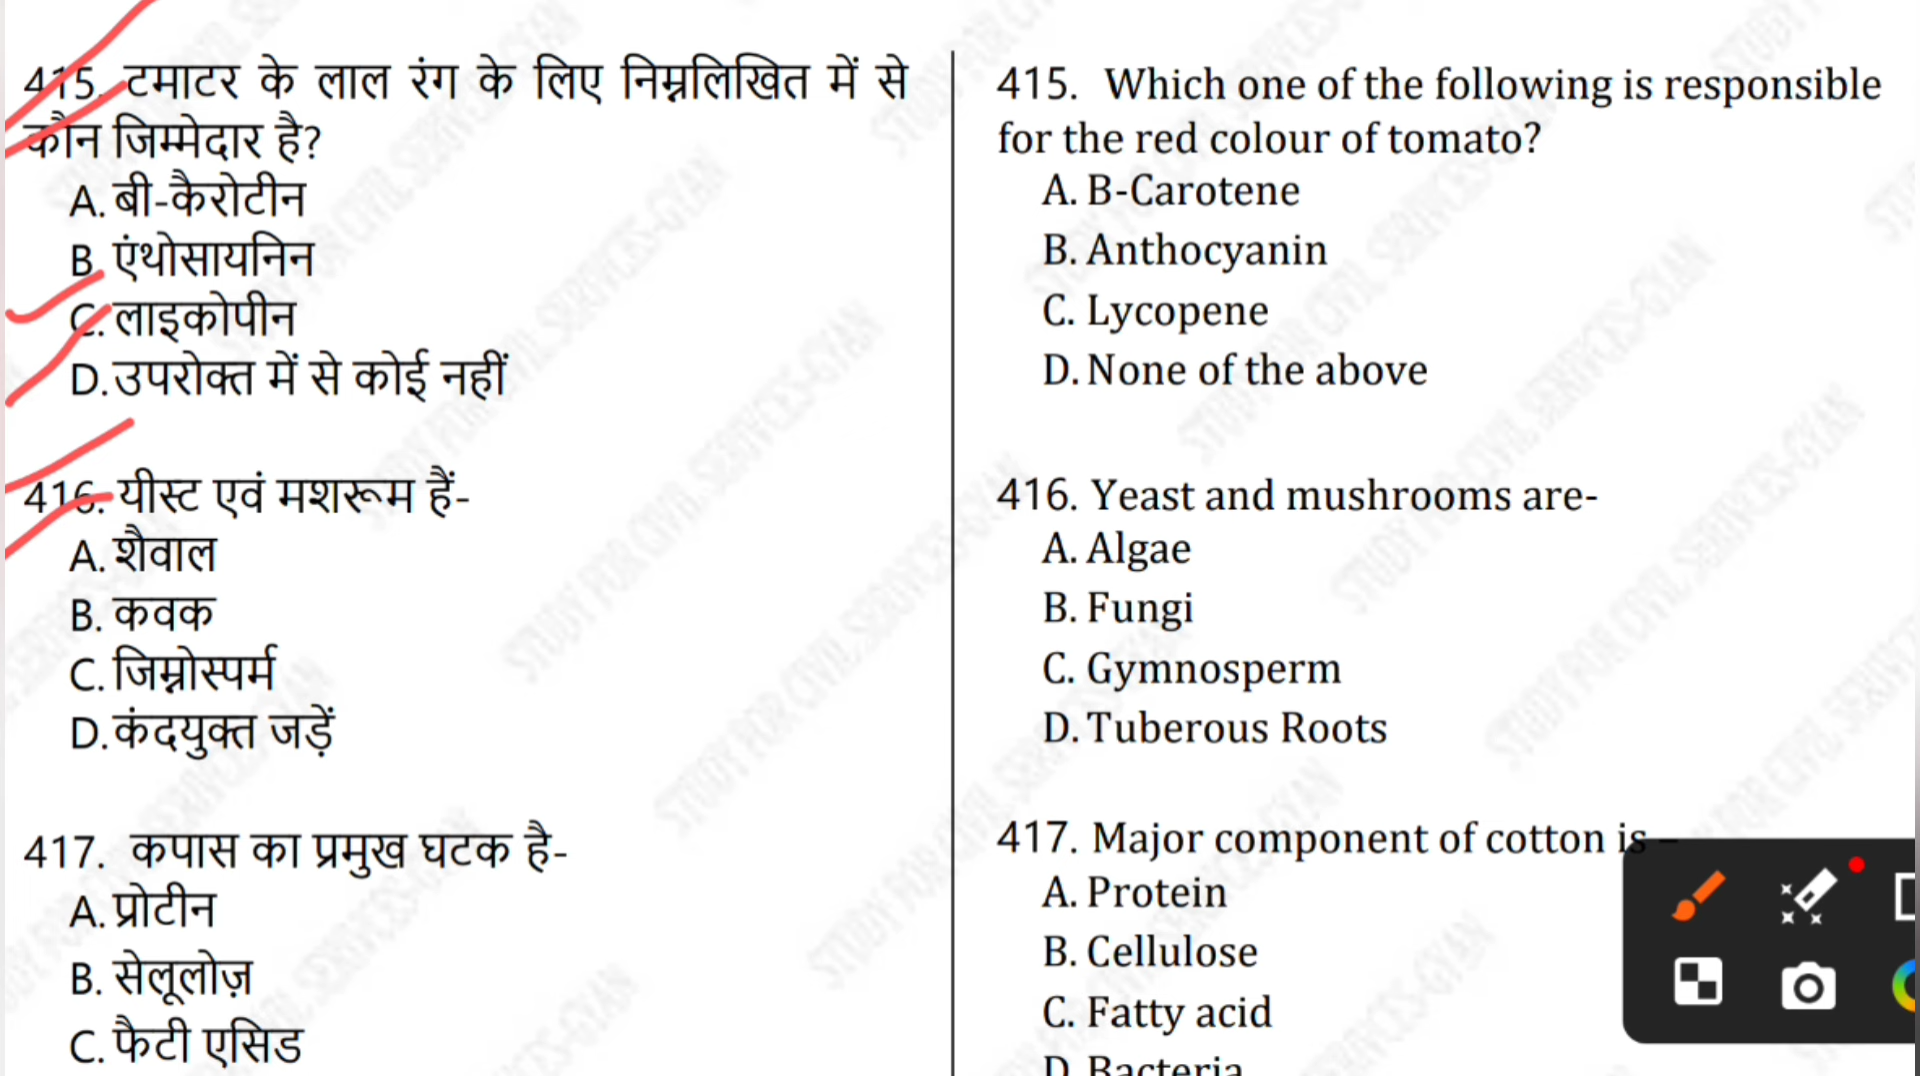 415. टमाटर के लाल रंग के लिए निम्नलिखित में से
कौन जिम्मेदार है?
A. बी-कैरोटीन
B. एंथोसायनिन
C. लाइकोपीन
D. उपरोक्त में से कोई नहीं
416. यीस्ट एवं मशरूम हैं-
A. शैवाल
B. कवक
C. जिम्नोस्पर्म
D. कंदयुक्त जड़ें
417. कपास का प्रमुख घटक है-
A. प्रोटीन
B. सेलूलोज़
C. फैटी एसिड
415. Which one of the following is responsible
for the red colour of tomato?
A. B-Carotene
B. Anthocyanin
C. Lycopene
D. None of the above
416. Yeast and mushrooms are-
A. Algae
B. Fungi
C. Gymnosperm
D. Tuberous Roots
417. Major component of cotton is –
A. Protein
B. Cellulose
C. Fatty acid
D. Bacteria